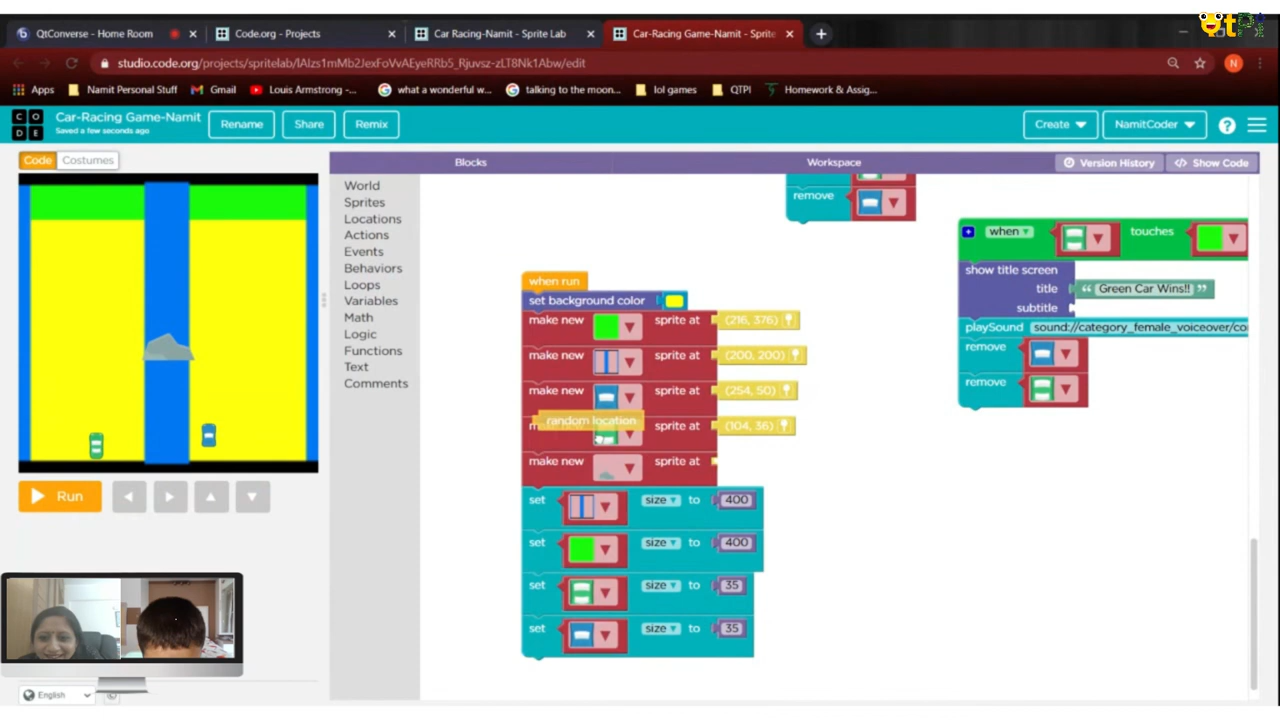 QtPi
QtConverse - Home Room
Code.org - Projects
Car Racing-Namit - Sprite Lab
Car-Racing Game-Namit - Sprite
studio.code.org/projects/spritelab/IAIzs1mMb2JexFoVvAEyeRRb5_Rjuvsz-zLT8Nk1Abw/edit
N
Apps
Namit Personal Stuff
Gmail
Louis Armstrong -...
what a wonderful w...
talking to the moon...
lol games
QTPI
Homework & Assig...
C O
D E
Car-Racing Game-Namit
Saved a few seconds ago
Rename
Share
Remix
Create
NamitCoder
?
Code
Costumes
Blocks
Workspace
Version History
</> Show Code
World
Sprites
Locations
Actions
Events
Behaviors
Loops
Variables
Math
Logic
Functions
Text
Comments
Run
remove
when
touches
show title screen
title
“ Green Car Wins!! ”
subtitle
playSound sound://category_female_voiceover/co
remove
remove
when run
set background color
make new sprite at (216, 376)
make new sprite at (200, 200)
make new sprite at (254, 50)
random location
sprite at (104, 36)
make new sprite at
set size to 400
set size to 400
set size to 35
set size to 35
English